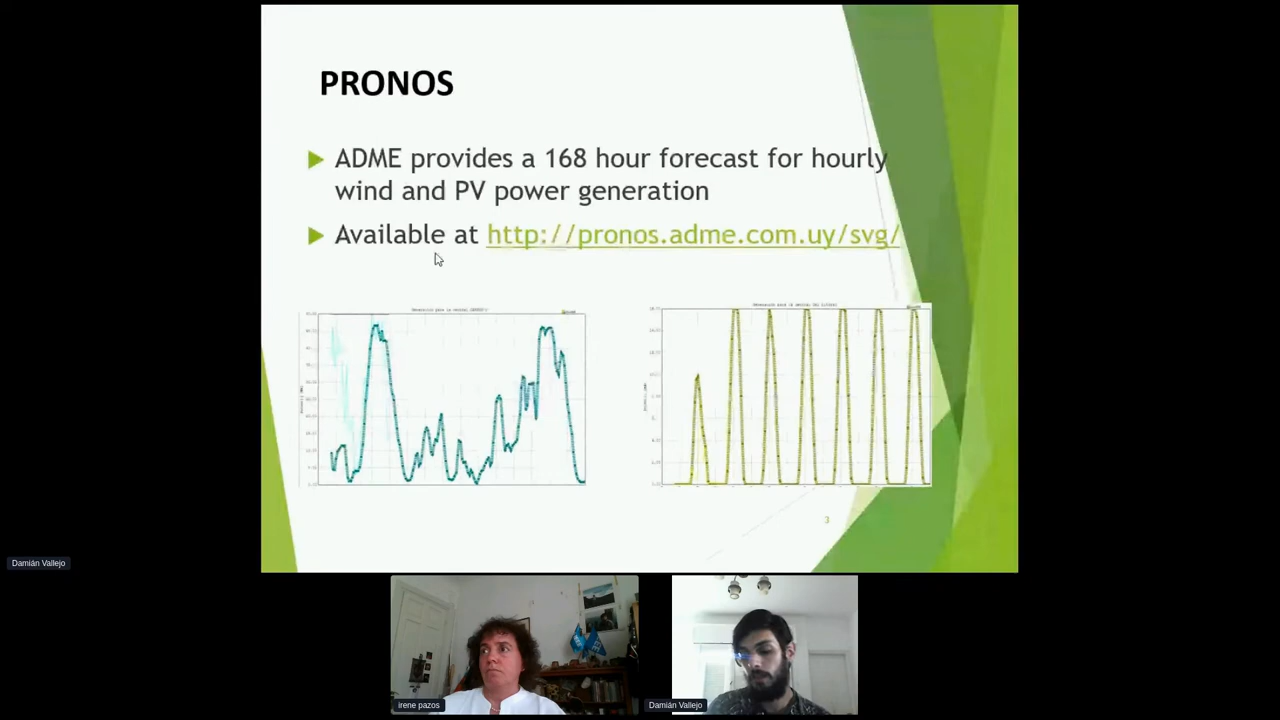 PRONOS
ADME provides a 168 hour forecast for hourly
wind and PV power generation
Available at http://pronos.adme.com.uy/svg/
3
Damián Vallejo
irene pazos
Damián Vallejo